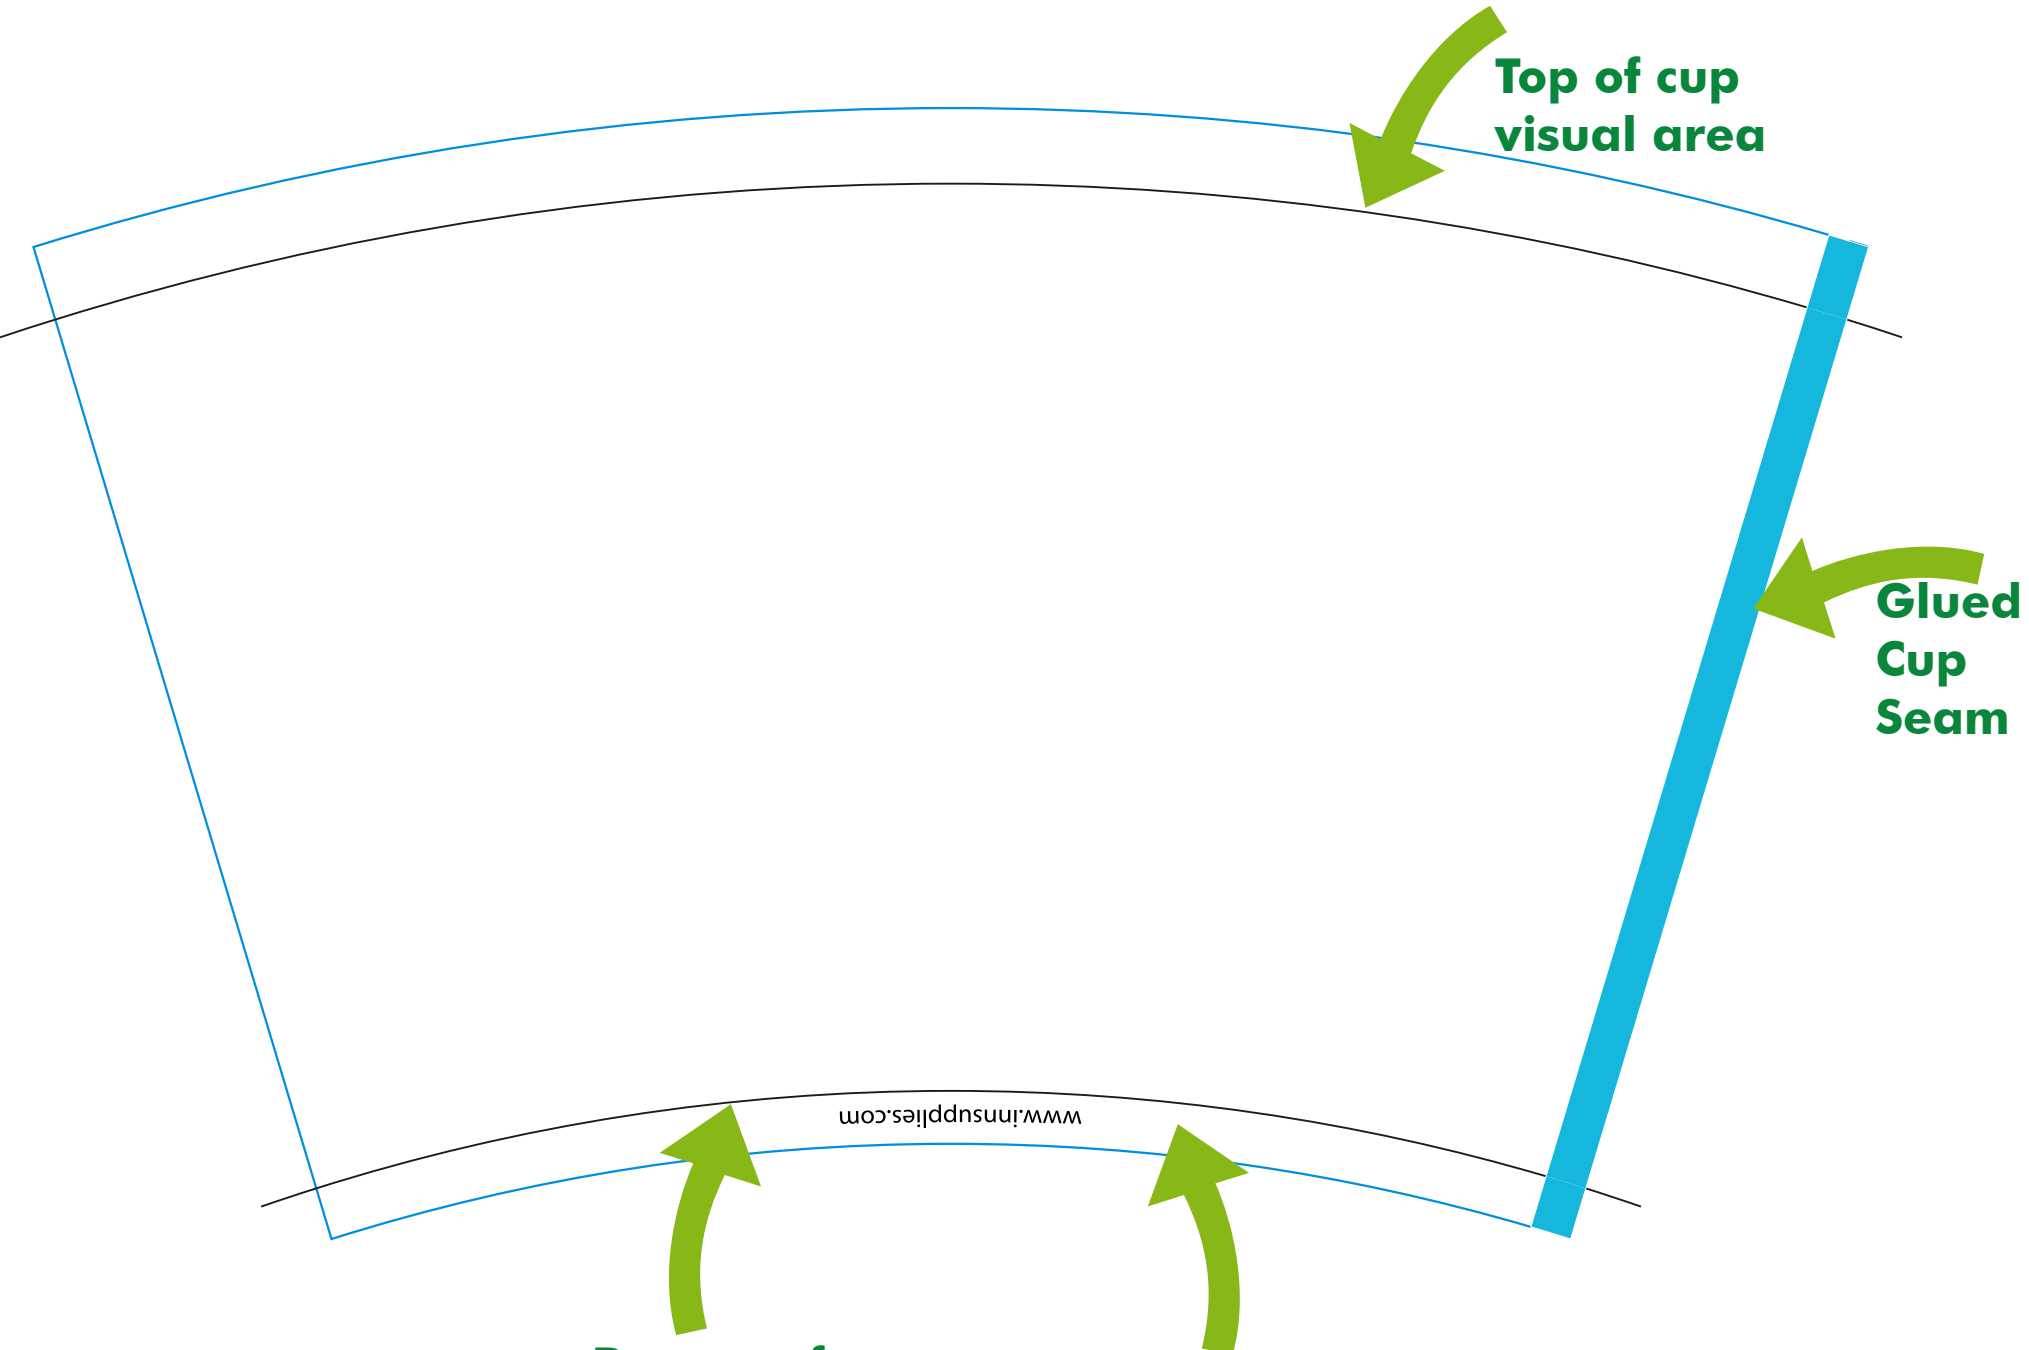 Top of cup
visual area
Glued
Cup
Seam
www.innsupplies.com